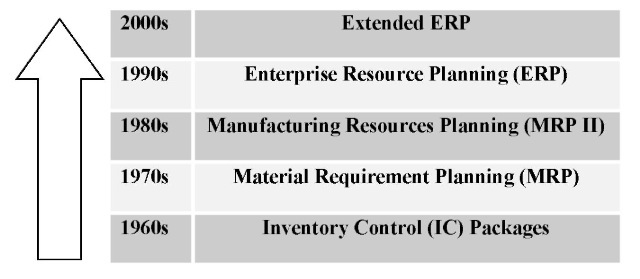 2000s Extended ERP
1990s Enterprise Resource Planning (ERP)
1980s Manufacturing Resources Planning (MRP II)
1970s Material Requirement Planning (MRP)
1960s Inventory Control (IC) Packages